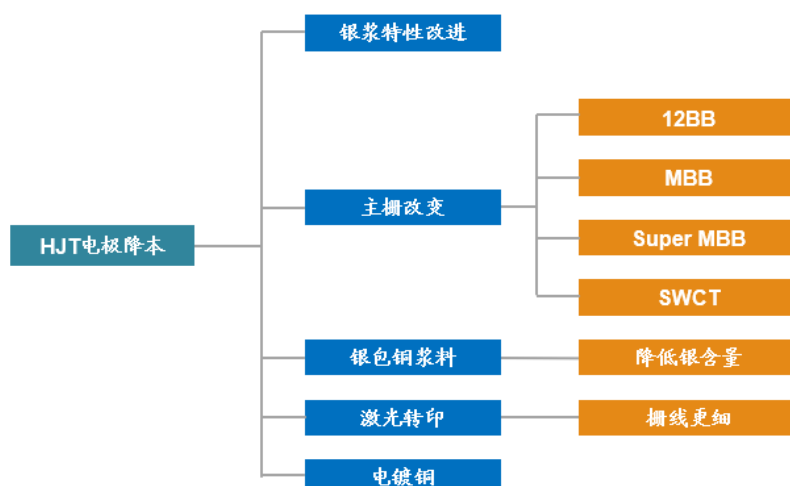 HJT电极降本
银浆特性改进
主栅改变
12BB
MBB
Super MBB
SWCT
银包铜浆料
降低银含量
激光转印
栅线更细
电镀铜